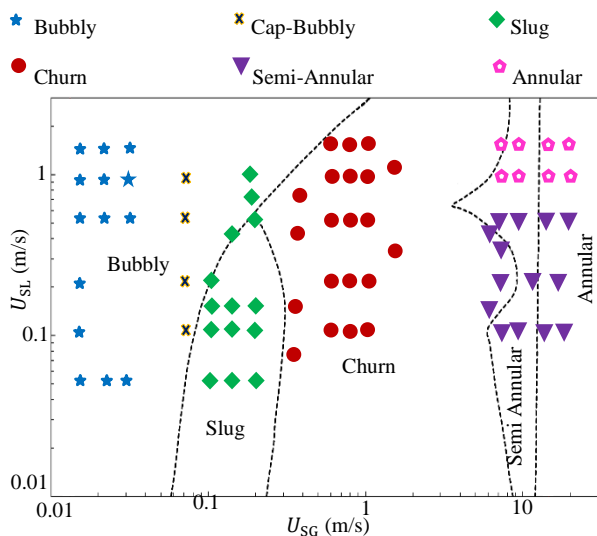 Bubbly Cap-Bubbly Slug
Churn Semi-Annular Annular
1
0.1
0.01
U_SL (m/s)
Bubbly
Churn
Slug
Semi Annular
Annular
0.01 0.1 1 10
U_SG (m/s)